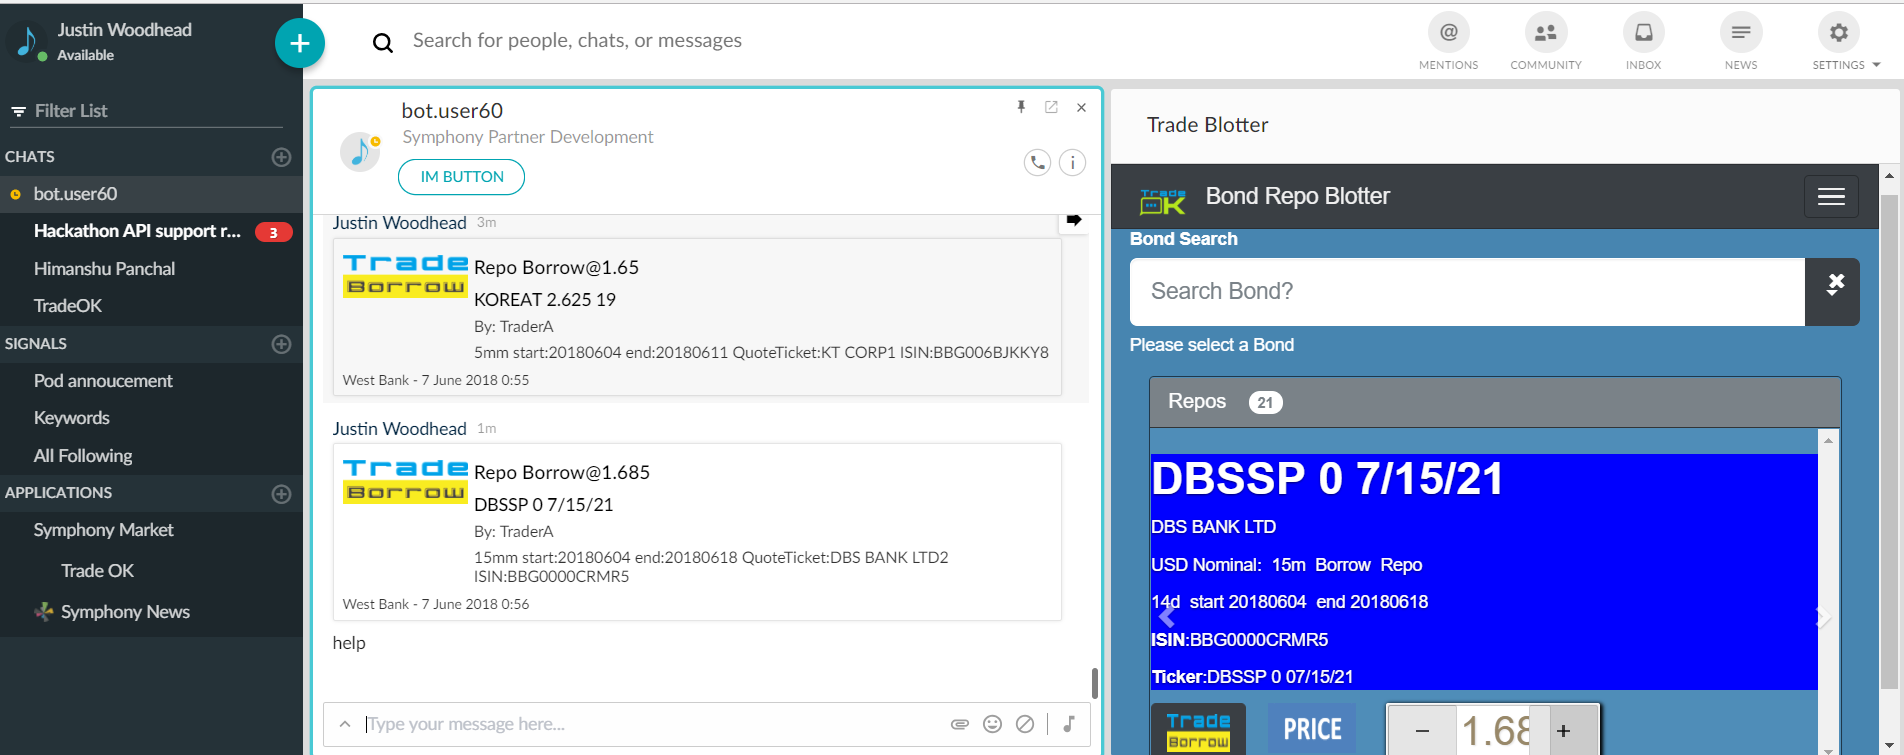 Justin Woodhead
Available
Filter List
CHATS
bot.user60
Hackathon API support r... 3
Himanshu Panchal
TradeOK
SIGNALS
Pod annoucement
Keywords
All Following
APPLICATIONS
Symphony Market
Trade OK
Symphony News
Search for people, chats, or messages
@
MENTIONS
COMMUNITY
INBOX
NEWS
SETTINGS
bot.user60
Symphony Partner Development
IM BUTTON
Justin Woodhead 3m
Trade
Borrow
Repo Borrow@1.65
KOREAT 2.625 19
By: TraderA
5mm start:20180604 end:20180611 QuoteTicket:KT CORP1 ISIN:BBG006BJKKY8
West Bank - 7 June 2018 0:55
Justin Woodhead 1m
Trade
Borrow
Repo Borrow@1.685
DBSSP 0 7/15/21
By: TraderA
15mm start:20180604 end:20180618 QuoteTicket:DBS BANK LTD2
ISIN:BBG0000CRMR5
West Bank - 7 June 2018 0:56
help
Type your message here...
Trade Blotter
Trade
OK
Bond Repo Blotter
Bond Search
Search Bond?
Please select a Bond
Repos 21
DBSSP 0 7/15/21
DBS BANK LTD
USD Nominal: 15m Borrow Repo
14d start 20180604 end 20180618
ISIN:BBG0000CRMR5
Ticker:DBSSP 0 07/15/21
Trade
Borrow
PRICE
− 1.68 +